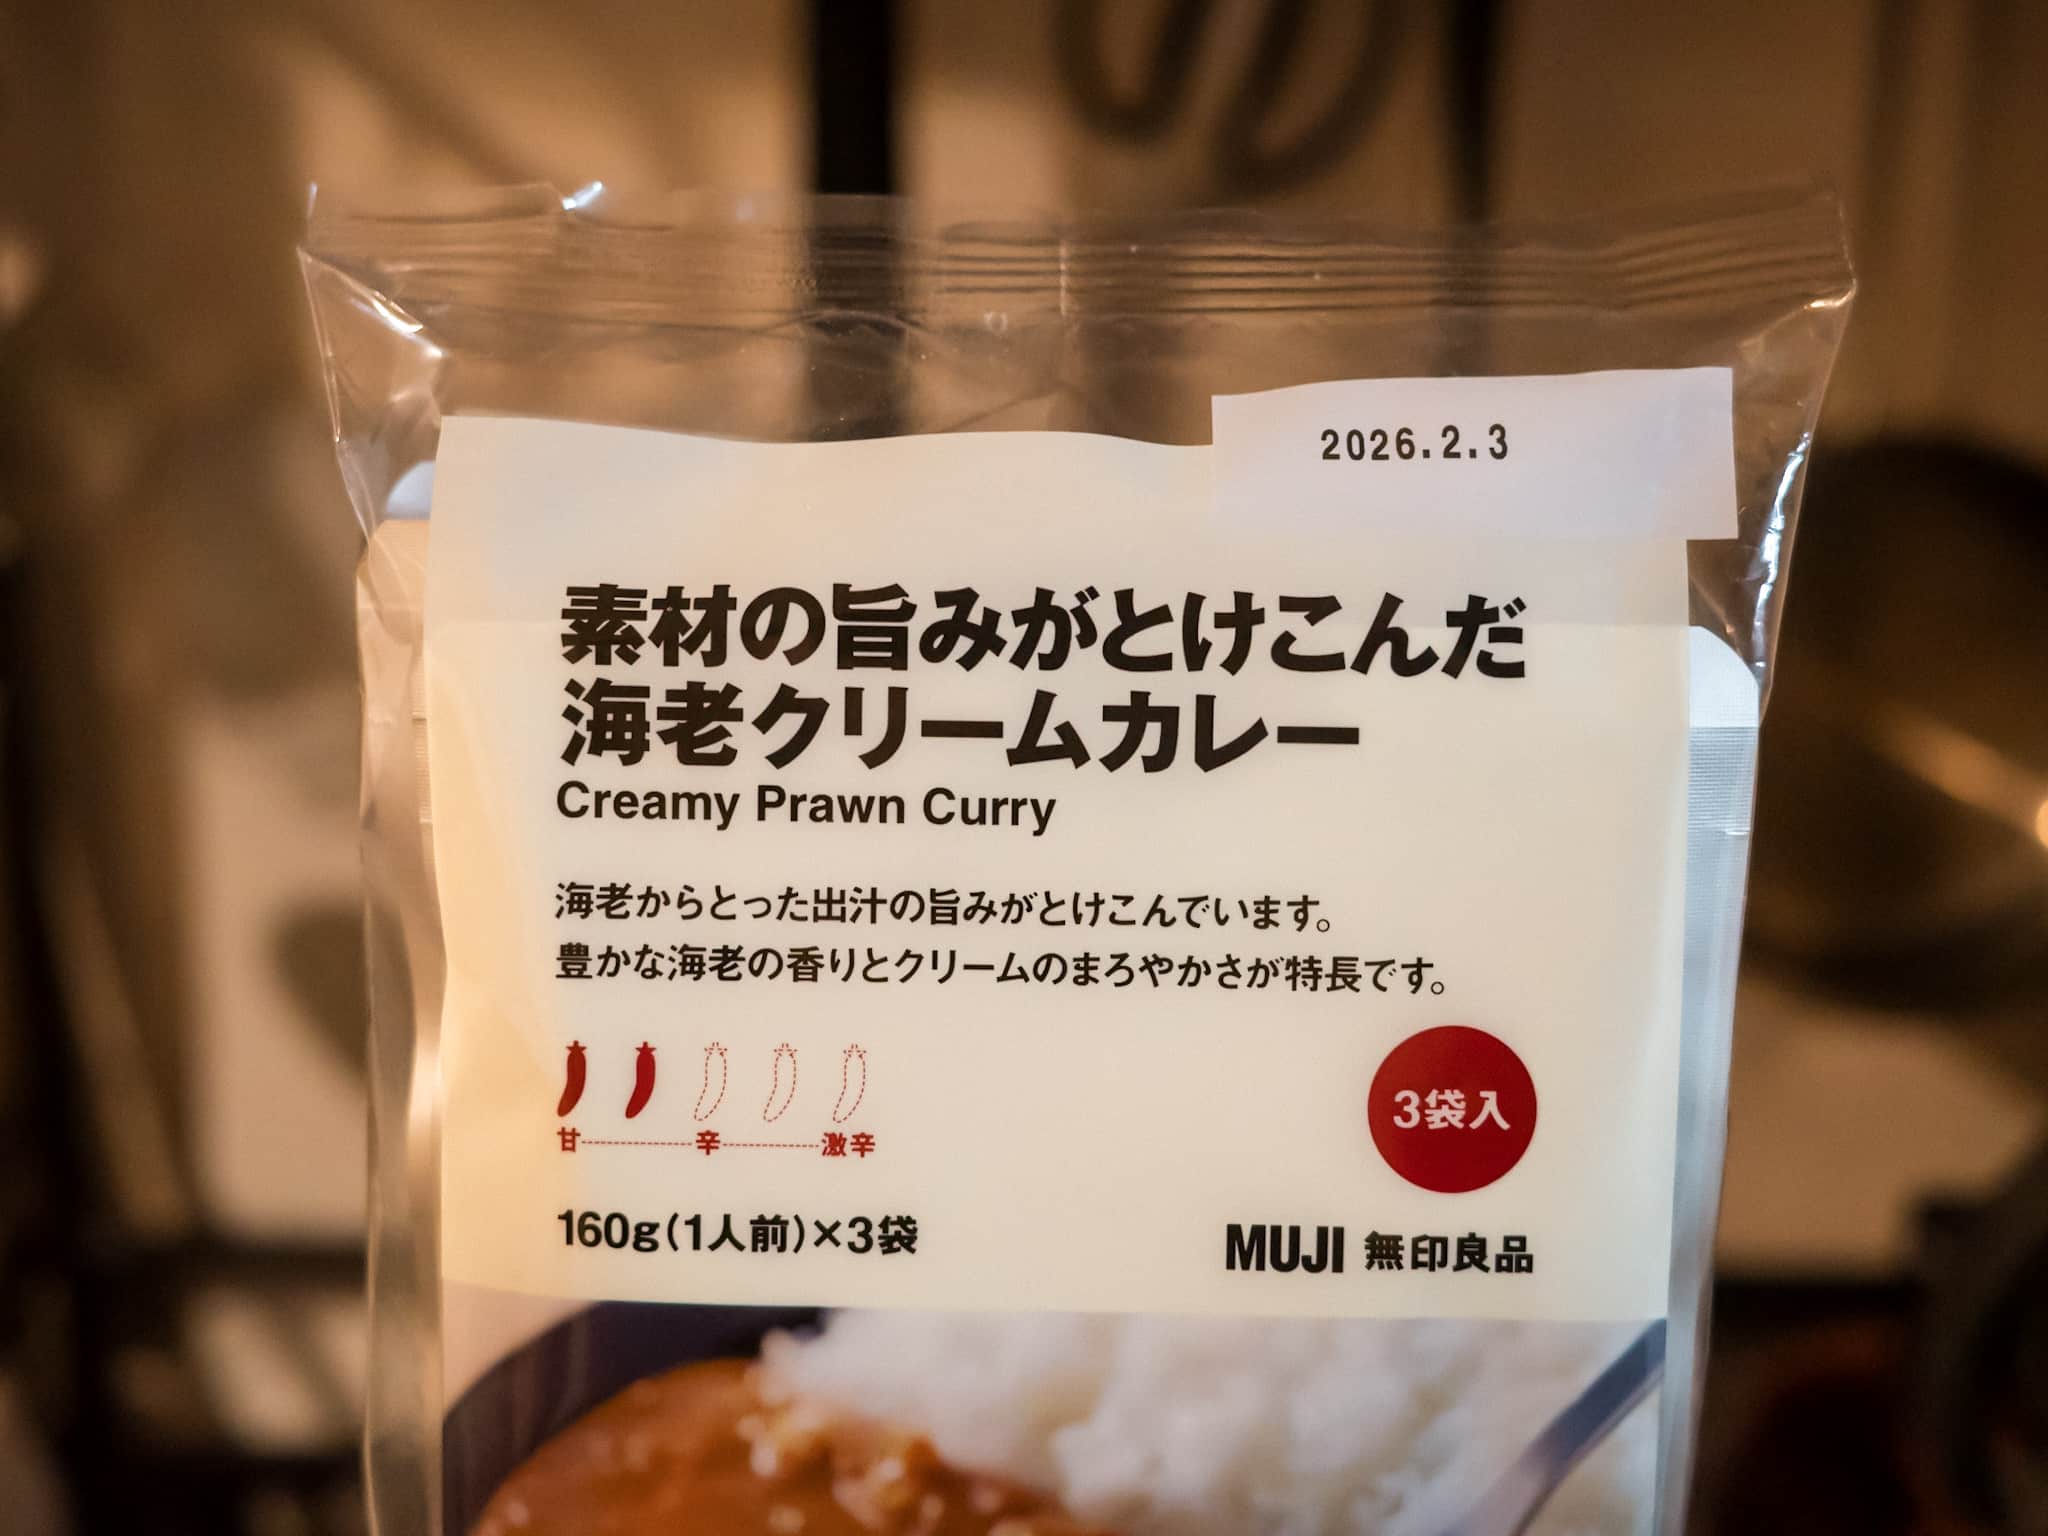 2026.2.3
素材の旨みがとけこんだ
海老クリームカレー
Creamy Prawn Curry
海老からとった出汁の旨みがとけこんでいます。
豊かな海老の香りとクリームのまろやかさが特長です。
甘 辛 激辛
3袋入
160g(1人前)×3袋
MUJI 無印良品